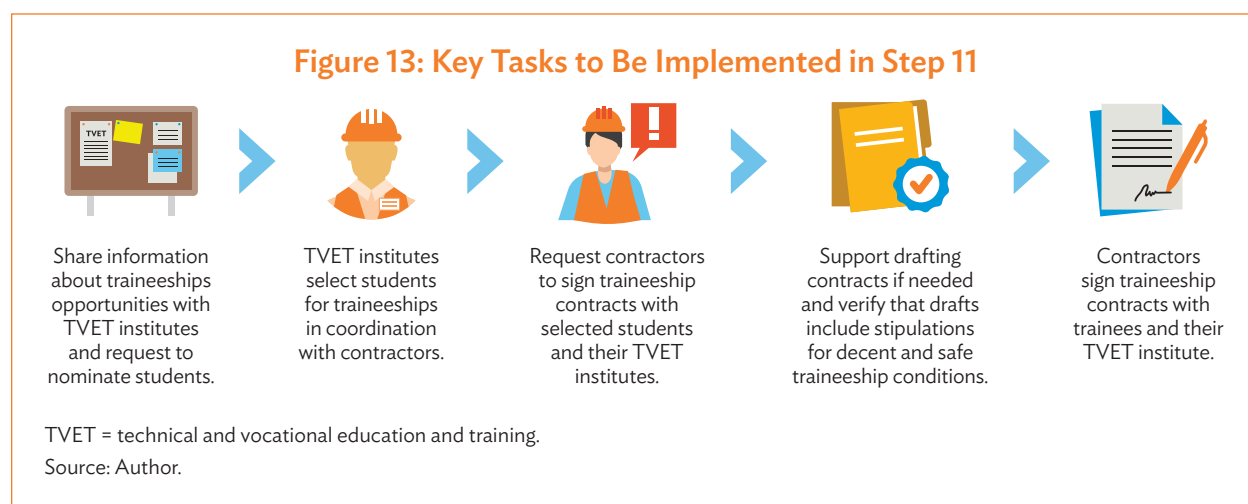 Figure 13: Key Tasks to Be Implemented in Step 11
TVET
Share information
about traineeships
opportunities with
TVET institutes
and request to
nominate students.
TVET institutes
select students
for traineeships
in coordination
with contractors.
Request contractors
to sign traineeship
contracts with
selected students
and their TVET
institutes.
Support drafting
contracts if needed
and verify that drafts
include stipulations
for decent and safe
traineeship conditions.
Contractors
sign traineeship
contracts with
trainees and their
TVET institute.
TVET = technical and vocational education and training.
Source: Author.